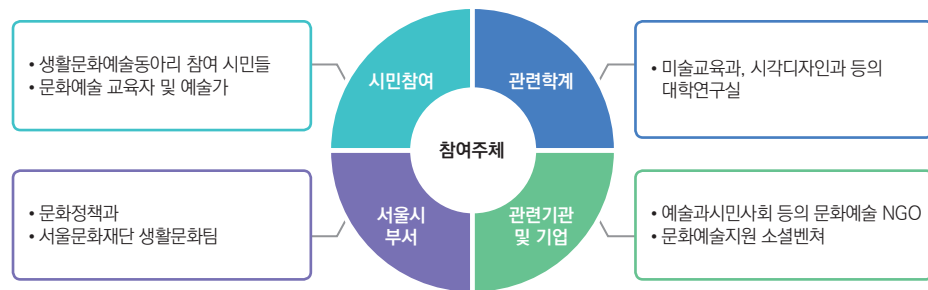 • 생활문화예술동아리 참여 시민들
• 문화예술 교육자 및 예술가
시민참여
관련학계
• 미술교육과, 시각디자인과 등의
대학연구실
참여주체
• 문화정책과
• 서울문화재단 생활문화팀
서울시
부서
관련기관
및 기업
• 예술과시민사회 등의 문화예술 NGO
• 문화예술지원 소셜벤쳐